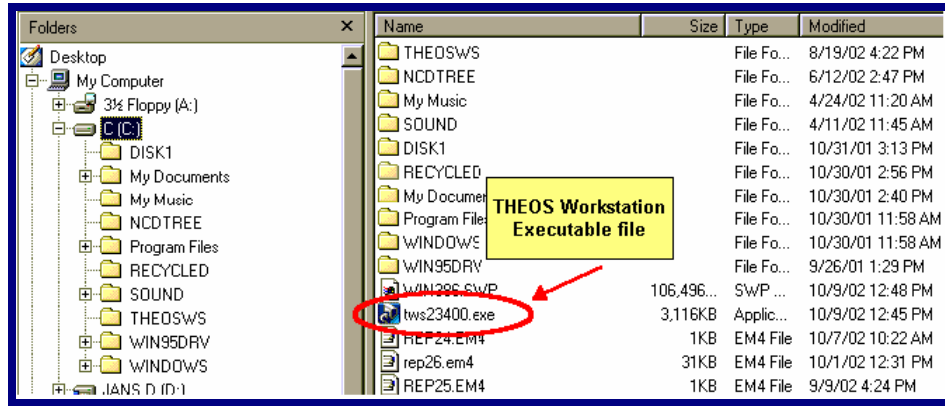 Folders ×
Desktop
My Computer
3½ Floppy (A:)
C (C:)
DISK1
My Documents
My Music
NCDTREE
Program Files
RECYCLED
SOUND
THEOSWS
WIN95DRV
WINDOWS
JANS D (D:)
Name Size Type Modified
THEOSWS File Fo... 8/19/02 4:22 PM
NCDTREE File Fo... 6/12/02 2:47 PM
My Music File Fo... 4/24/02 11:20 AM
SOUND File Fo... 4/11/02 11:45 AM
DISK1 File Fo... 10/31/01 3:13 PM
RECYCLED File Fo... 10/30/01 2:56 PM
My Documen File Fo... 10/30/01 2:40 PM
Program Files File Fo... 10/30/01 11:58 AM
WINDOWS File Fo... 10/30/01 11:58 AM
WIN95DRV File Fo... 9/26/01 1:29 PM
WIN386.SWP 106,496... SWP ... 10/9/02 12:48 PM
tws23400.exe 3,116KB Applic... 10/9/02 12:45 PM
REP24.EM4 1KB EM4 File 10/7/02 10:22 AM
rep26.em4 31KB EM4 File 10/1/02 12:31 PM
REP25.EM4 1KB EM4 File 9/9/02 4:24 PM
THEOS Workstation
Executable file